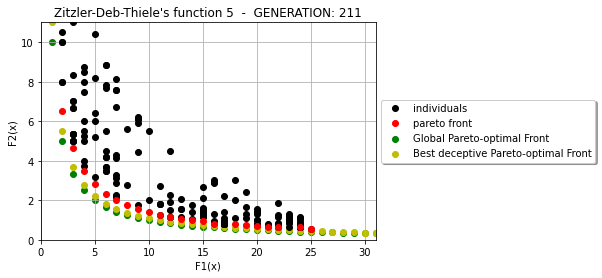 Zitzler-Deb-Thiele's function 5 - GENERATION: 211
10
8
6
4
2
0
F2(x)
0 5 10 15 20 25 30
F1(x)
individuals
pareto front
Global Pareto-optimal Front
Best deceptive Pareto-optimal Front